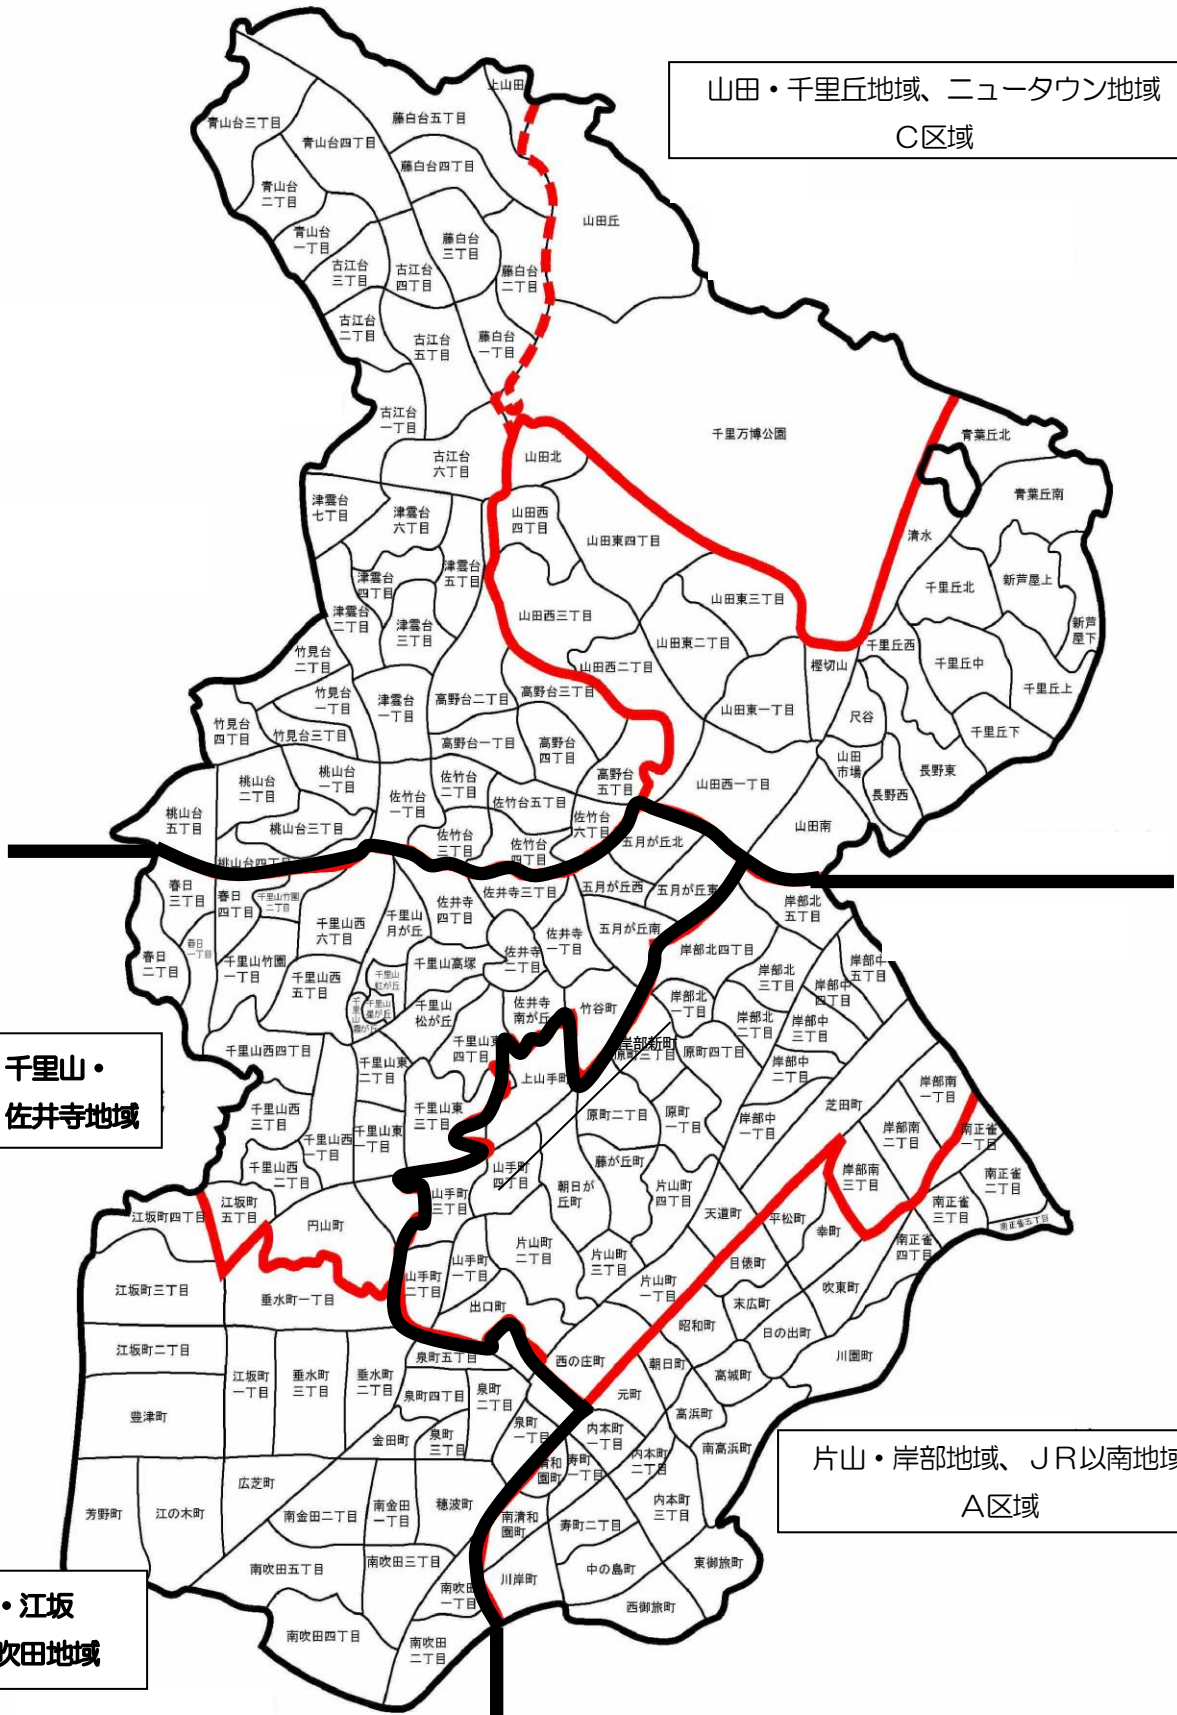 山田・千里丘地域、ニュータウン地域
C区域
上山田
青山台三丁目
青山台四丁目
藤白台五丁目
藤白台四丁目
青山台
二丁目
山田丘
青山台
一丁目
藤白台
三丁目
古江台
三丁目
古江台
四丁目
藤白台
二丁目
古江台
二丁目
古江台
五丁目
藤白台
一丁目
古江台
一丁目
千里万博公園
青葉丘北
古江台
六丁目
山田北
青葉丘南
津雲台
七丁目
津雲台
六丁目
山田西
四丁目
山田東四丁目
清水
津雲台
五丁目
津雲台
四丁目
千里丘北
新芦屋上
山田東三丁目
津雲台
二丁目
津雲台
三丁目
山田西三丁目
新芦
屋下
山田東二丁目
千里丘西
竹見台
二丁目
山田西二丁目
樫切山
千里丘中
竹見台
一丁目
津雲台
一丁目
高野台二丁目
高野台三丁目
千里丘上
山田東一丁目
尺谷
竹見台
四丁目
竹見台三丁目
高野台一丁目
高野台
四丁目
千里丘下
山田
市場
長野東
桃山台
二丁目
桃山台
一丁目
佐竹台
二丁目
高野台
五丁目
山田西一丁目
長野西
佐竹台
一丁目
佐竹台五丁目
桃山台
五丁目
桃山台三丁目
佐竹台
六丁目
山田南
佐竹台
三丁目
佐竹台
四丁目
五月が丘北
桃山台四丁目
春日
三丁目
春日
四丁目
千里山竹園
二丁目
佐井寺三丁目
五月が丘西
五月が丘東
佐井寺
四丁目
岸部北
五丁目
千里山西
六丁目
千里山
月が丘
五月が丘南
佐井寺
一丁目
春日
一丁目
岸部北四丁目
春日
二丁目
千里山竹園
一丁目
千里山高塚
佐井寺
二丁目
岸部中
五丁目
千里山西
五丁目
千里山
虹が丘
岸部北
三丁目
岸部中
四丁目
千里山
星が丘
千里山
松が丘
佐井寺
南が丘
竹谷町
岸部北
一丁目
岸部北
二丁目
岸部中
三丁目
千里山・
佐井寺地域
千里山西四丁目
千里山東
四丁目
岸部新町
原町三丁目
原町四丁目
千里山東
二丁目
上山手町
岸部中
二丁目
岸部南
一丁目
千里山西
三丁目
千里山東
三丁目
原町二丁目
原町
一丁目
岸部中
一丁目
芝田町
千里山西
一丁目
千里山東
一丁目
岸部南
二丁目
南正雀
一丁目
千里山西
二丁目
山手町
四丁目
藤が丘町
岸部南
三丁目
南正雀
二丁目
江坂町
五丁目
山手町
三丁目
朝日が
丘町
片山町
四丁目
天道町
平松町
南正雀
三丁目
江坂町四丁目
円山町
幸町
南正雀五丁目
南正雀
四丁目
片山町
二丁目
片山町
三丁目
山手町
一丁目
山手町
二丁目
目俵町
片山町
一丁目
吹東町
江坂町三丁目
垂水町一丁目
出口町
末広町
昭和町
日の出町
江坂町二丁目
泉町五丁目
西の庄町
朝日町
川園町
江坂町
一丁目
垂水町
三丁目
垂水町
二丁目
高城町
泉町四丁目
泉町
二丁目
元町
豊津町
高浜町
泉町
一丁目
内本町
一丁目
金田町
泉町
三丁目
南高浜町
内本町
二丁目
清和
園町
寿町
一丁目
片山・岸部地域、JR以南地域
A区域
広芝町
内本町
三丁目
芳野町
江の木町
南金田二丁目
南金田
一丁目
穂波町
南清和
園町
寿町二丁目
南吹田五丁目
南吹田三丁目
川岸町
中の島町
東御旅町
南吹田
一丁目
西御旅町
・江坂
吹田地域
南吹田四丁目
南吹田
二丁目